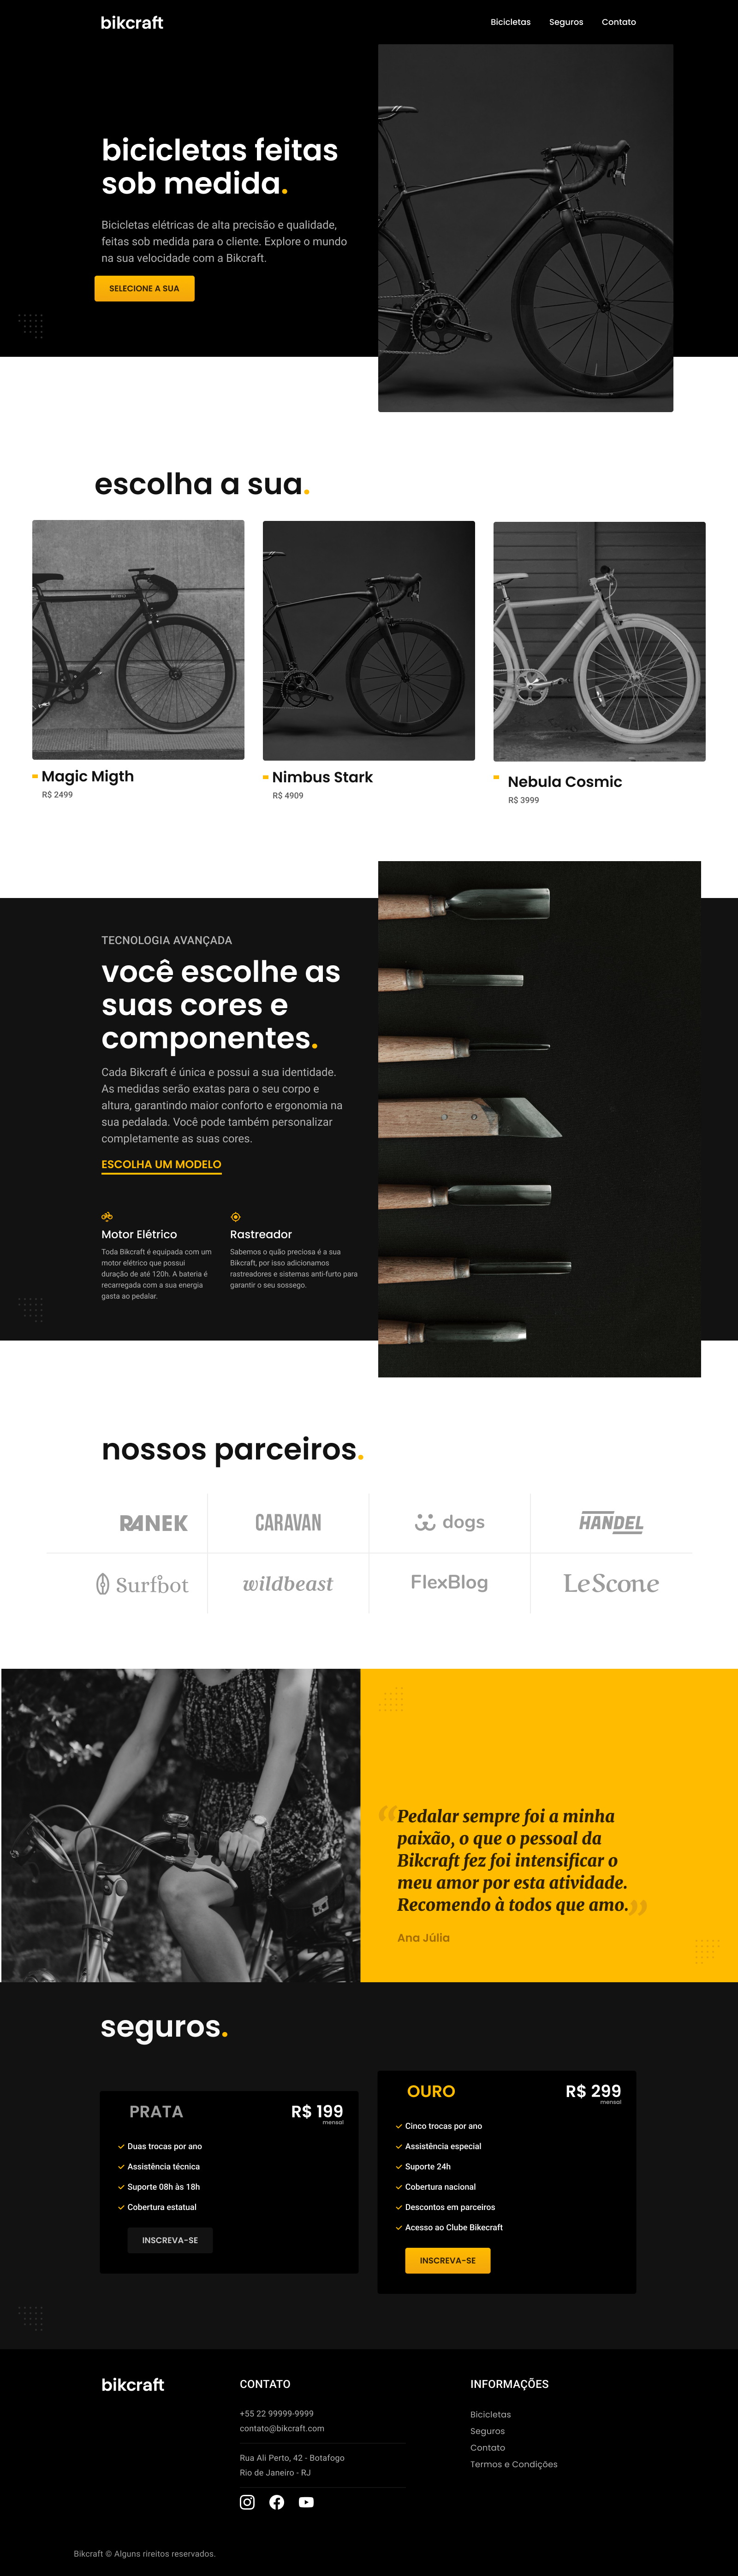 bikcraft
Bicicletas
Seguros
Contato
bicicletas feitas
sob medida.
Bicicletas elétricas de alta precisão e qualidade,
feitas sob medida para o cliente. Explore o mundo
na sua velocidade com a Bikcraft.
SELECIONE A SUA
escolha a sua.
Magic Migth
R$ 2499
Nimbus Stark
R$ 4909
Nebula Cosmic
R$ 3999
TECNOLOGIA AVANÇADA
você escolhe as
suas cores e
componentes.
Cada Bikcraft é única e possui a sua identidade.
As medidas serão exatas para o seu corpo e
altura, garantindo maior conforto e ergonomia na
sua pedalada. Você pode também personalizar
completamente as suas cores.
ESCOLHA UM MODELO
Motor Elétrico
Toda Bikcraft é equipada com um
motor elétrico que possui
duração de até 120h. A bateria é
recarregada com a sua energia
gasta ao pedalar.
Rastreador
Sabemos o quão preciosa é a sua
Bikcraft, por isso adicionamos
rastreadores e sistemas anti-furto para
garantir o seu sossego.
nossos parceiros.
RANEK
CARAVAN
dogs
HANDEL
Surfbot
wildbeast
FlexBlog
LeScone
“Pedalar sempre foi a minha
paixão, o que o pessoal da
Bikcraft fez foi intensificar o
meu amor por esta atividade.
Recomendo à todos que amo.”
Ana Júlia
seguros.
PRATA
R$ 199
mensal
Duas trocas por ano
Assistência técnica
Suporte 08h às 18h
Cobertura estatual
INSCREVA-SE
OURO
R$ 299
mensal
Cinco trocas por ano
Assistência especial
Suporte 24h
Cobertura nacional
Descontos em parceiros
Acesso ao Clube Bikecraft
INSCREVA-SE
bikcraft
CONTATO
+55 22 99999-9999
contato@bikcraft.com
Rua Ali Perto, 42 - Botafogo
Rio de Janeiro - RJ
INFORMAÇÕES
Bicicletas
Seguros
Contato
Termos e Condições
Bikcraft © Alguns rireitos reservados.